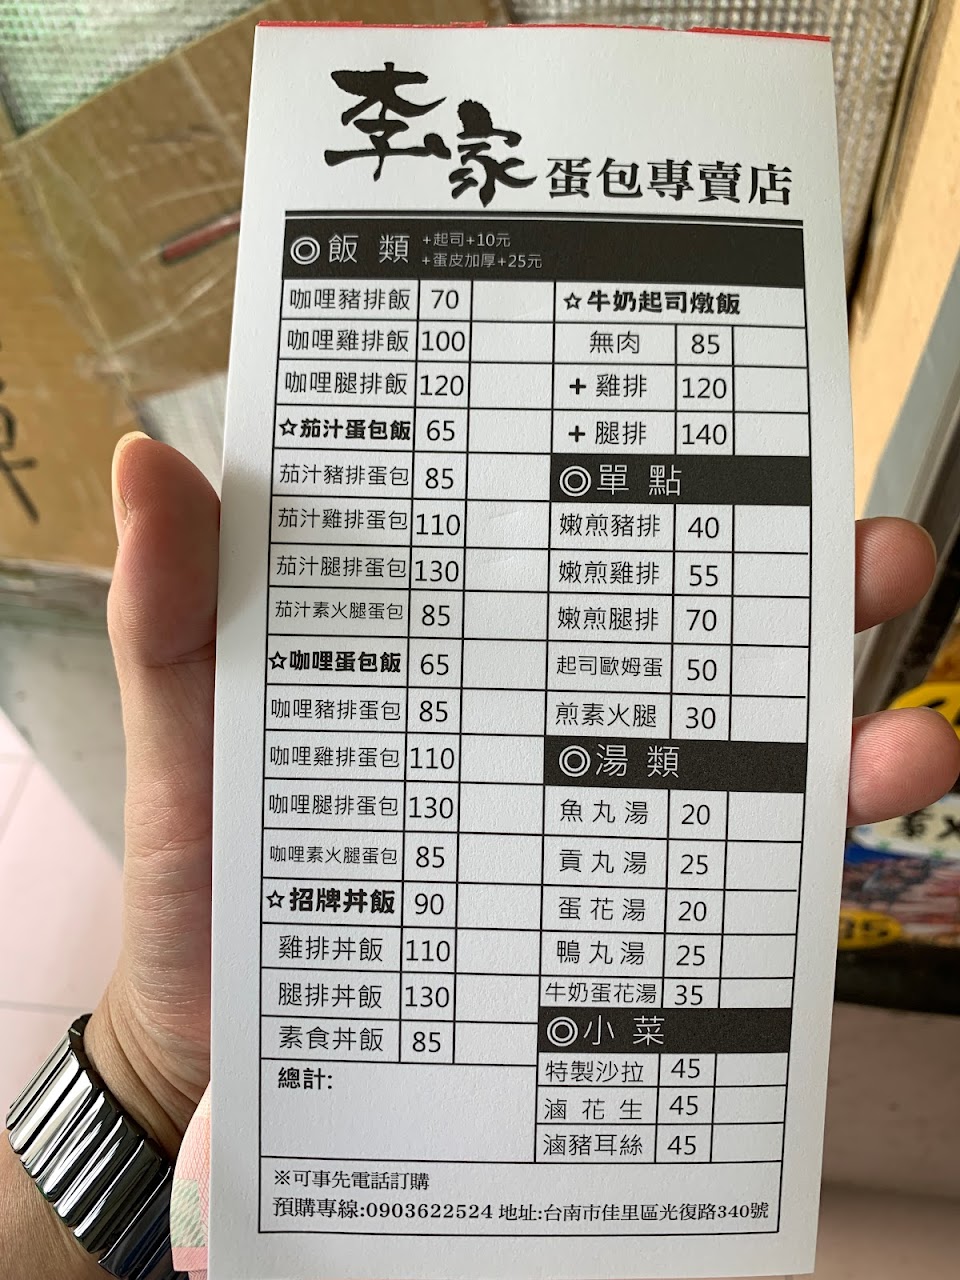 李家蛋包專賣店
◎飯 類 +起司+10元
+蛋皮加厚+25元
咖哩豬排飯 70
咖哩雞排飯 100
咖哩腿排飯 120
☆茄汁蛋包飯 65
茄汁豬排蛋包 85
茄汁雞排蛋包 110
茄汁腿排蛋包 130
茄汁素火腿蛋包 85
☆咖哩蛋包飯 65
咖哩豬排蛋包 85
咖哩雞排蛋包 110
咖哩腿排蛋包 130
咖哩素火腿蛋包 85
☆招牌丼飯 90
雞排丼飯 110
腿排丼飯 130
素食丼飯 85
總計:
☆牛奶起司燉飯
無肉 85
+ 雞排 120
+ 腿排 140
◎單 點
嫩煎豬排 40
嫩煎雞排 55
嫩煎腿排 70
起司歐姆蛋 50
煎素火腿 30
◎湯 類
魚丸湯 20
貢丸湯 25
蛋花湯 20
鴨丸湯 25
牛奶蛋花湯 35
◎小 菜
特製沙拉 45
滷花生 45
滷豬耳絲 45
※可事先電話訂購
預購專線:0903622524 地址:台南市佳里區光復路340號